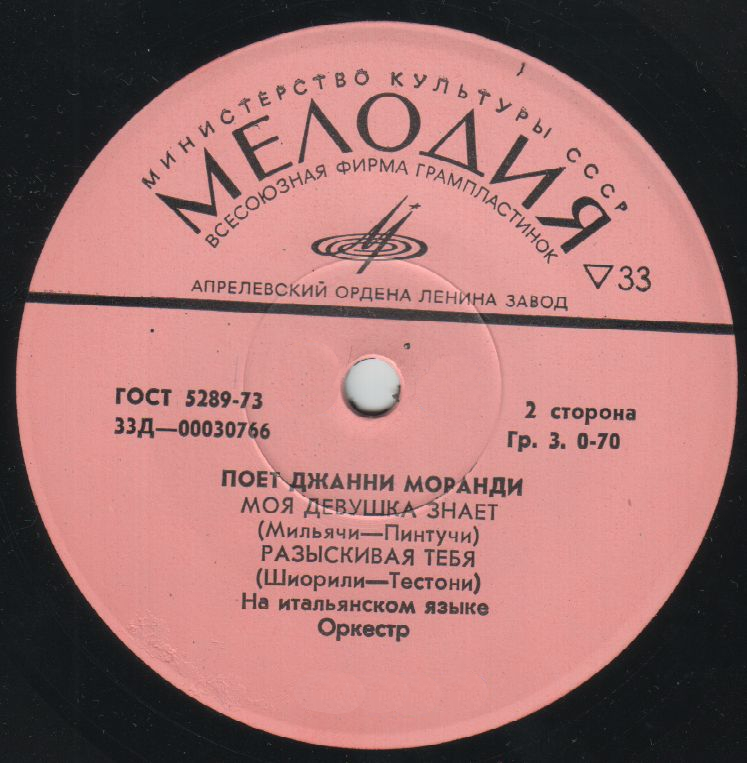 МИНИСТЕРСТВО КУЛЬТУРЫ СССР
МЕЛОДИЯ
ВСЕСОЮЗНАЯ ФИРМА ГРАМПЛАСТИНОК
33
АПРЕЛЕВСКИЙ ОРДЕНА ЛЕНИНА ЗАВОД
ГОСТ 5289-73
33Д—00030766
2 сторона
Гр. 3. 0-70
ПОЕТ ДЖАННИ МОРАНДИ
МОЯ ДЕВУШКА ЗНАЕТ
(Мильячи—Пинтучи)
РАЗЫСКИВАЯ ТЕБЯ
(Шиорили—Тестони)
На итальянском языке
Оркестр